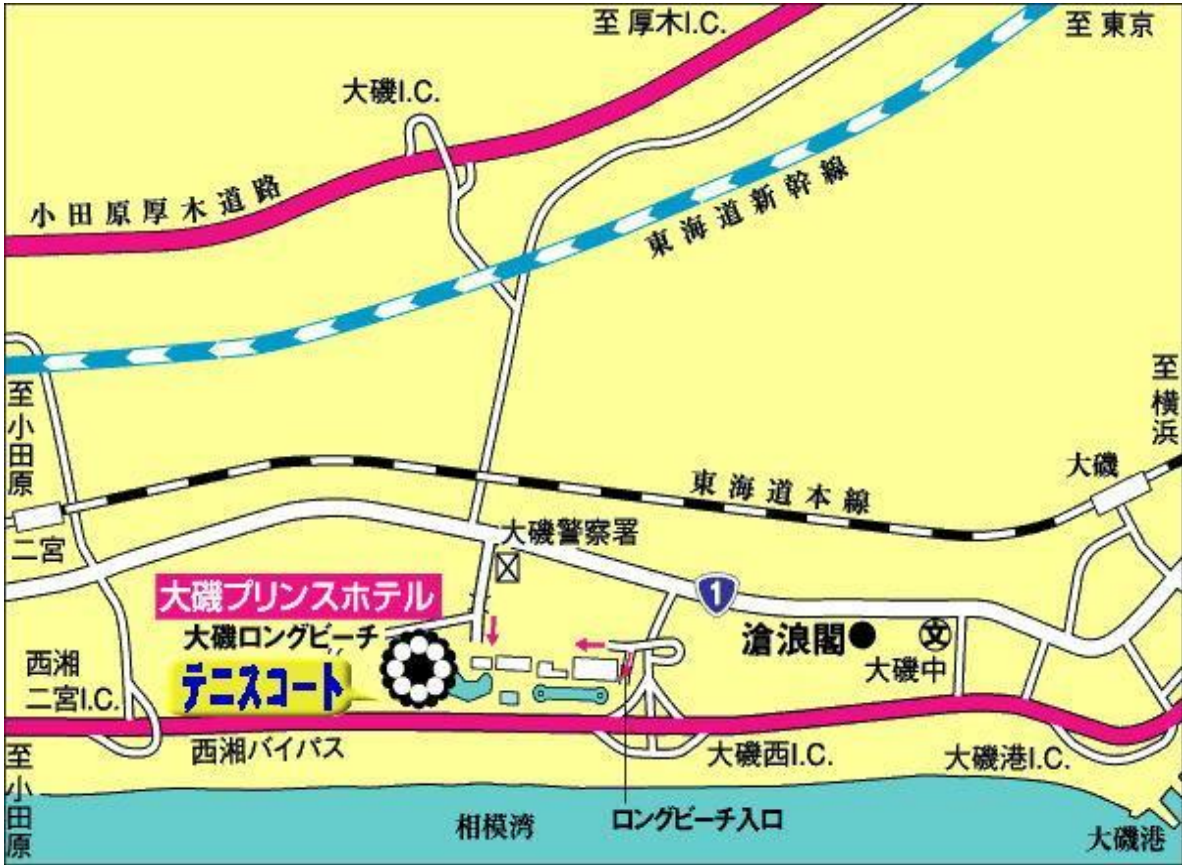 至 厚木I.C.
至 東京
大磯I.C.
小田原厚木道路
東海道新幹線
至小田原
至横浜
大磯
東海道本線
二宮
大磯警察署
大磯プリンスホテル
1
大磯ロングビーチ
滄浪閣
文
大磯中
テニスコート
西湘
二宮I.C.
西湘バイパス
大磯西I.C.
大磯港I.C.
至小田原
相模湾
ロングビーチ入口
大磯港